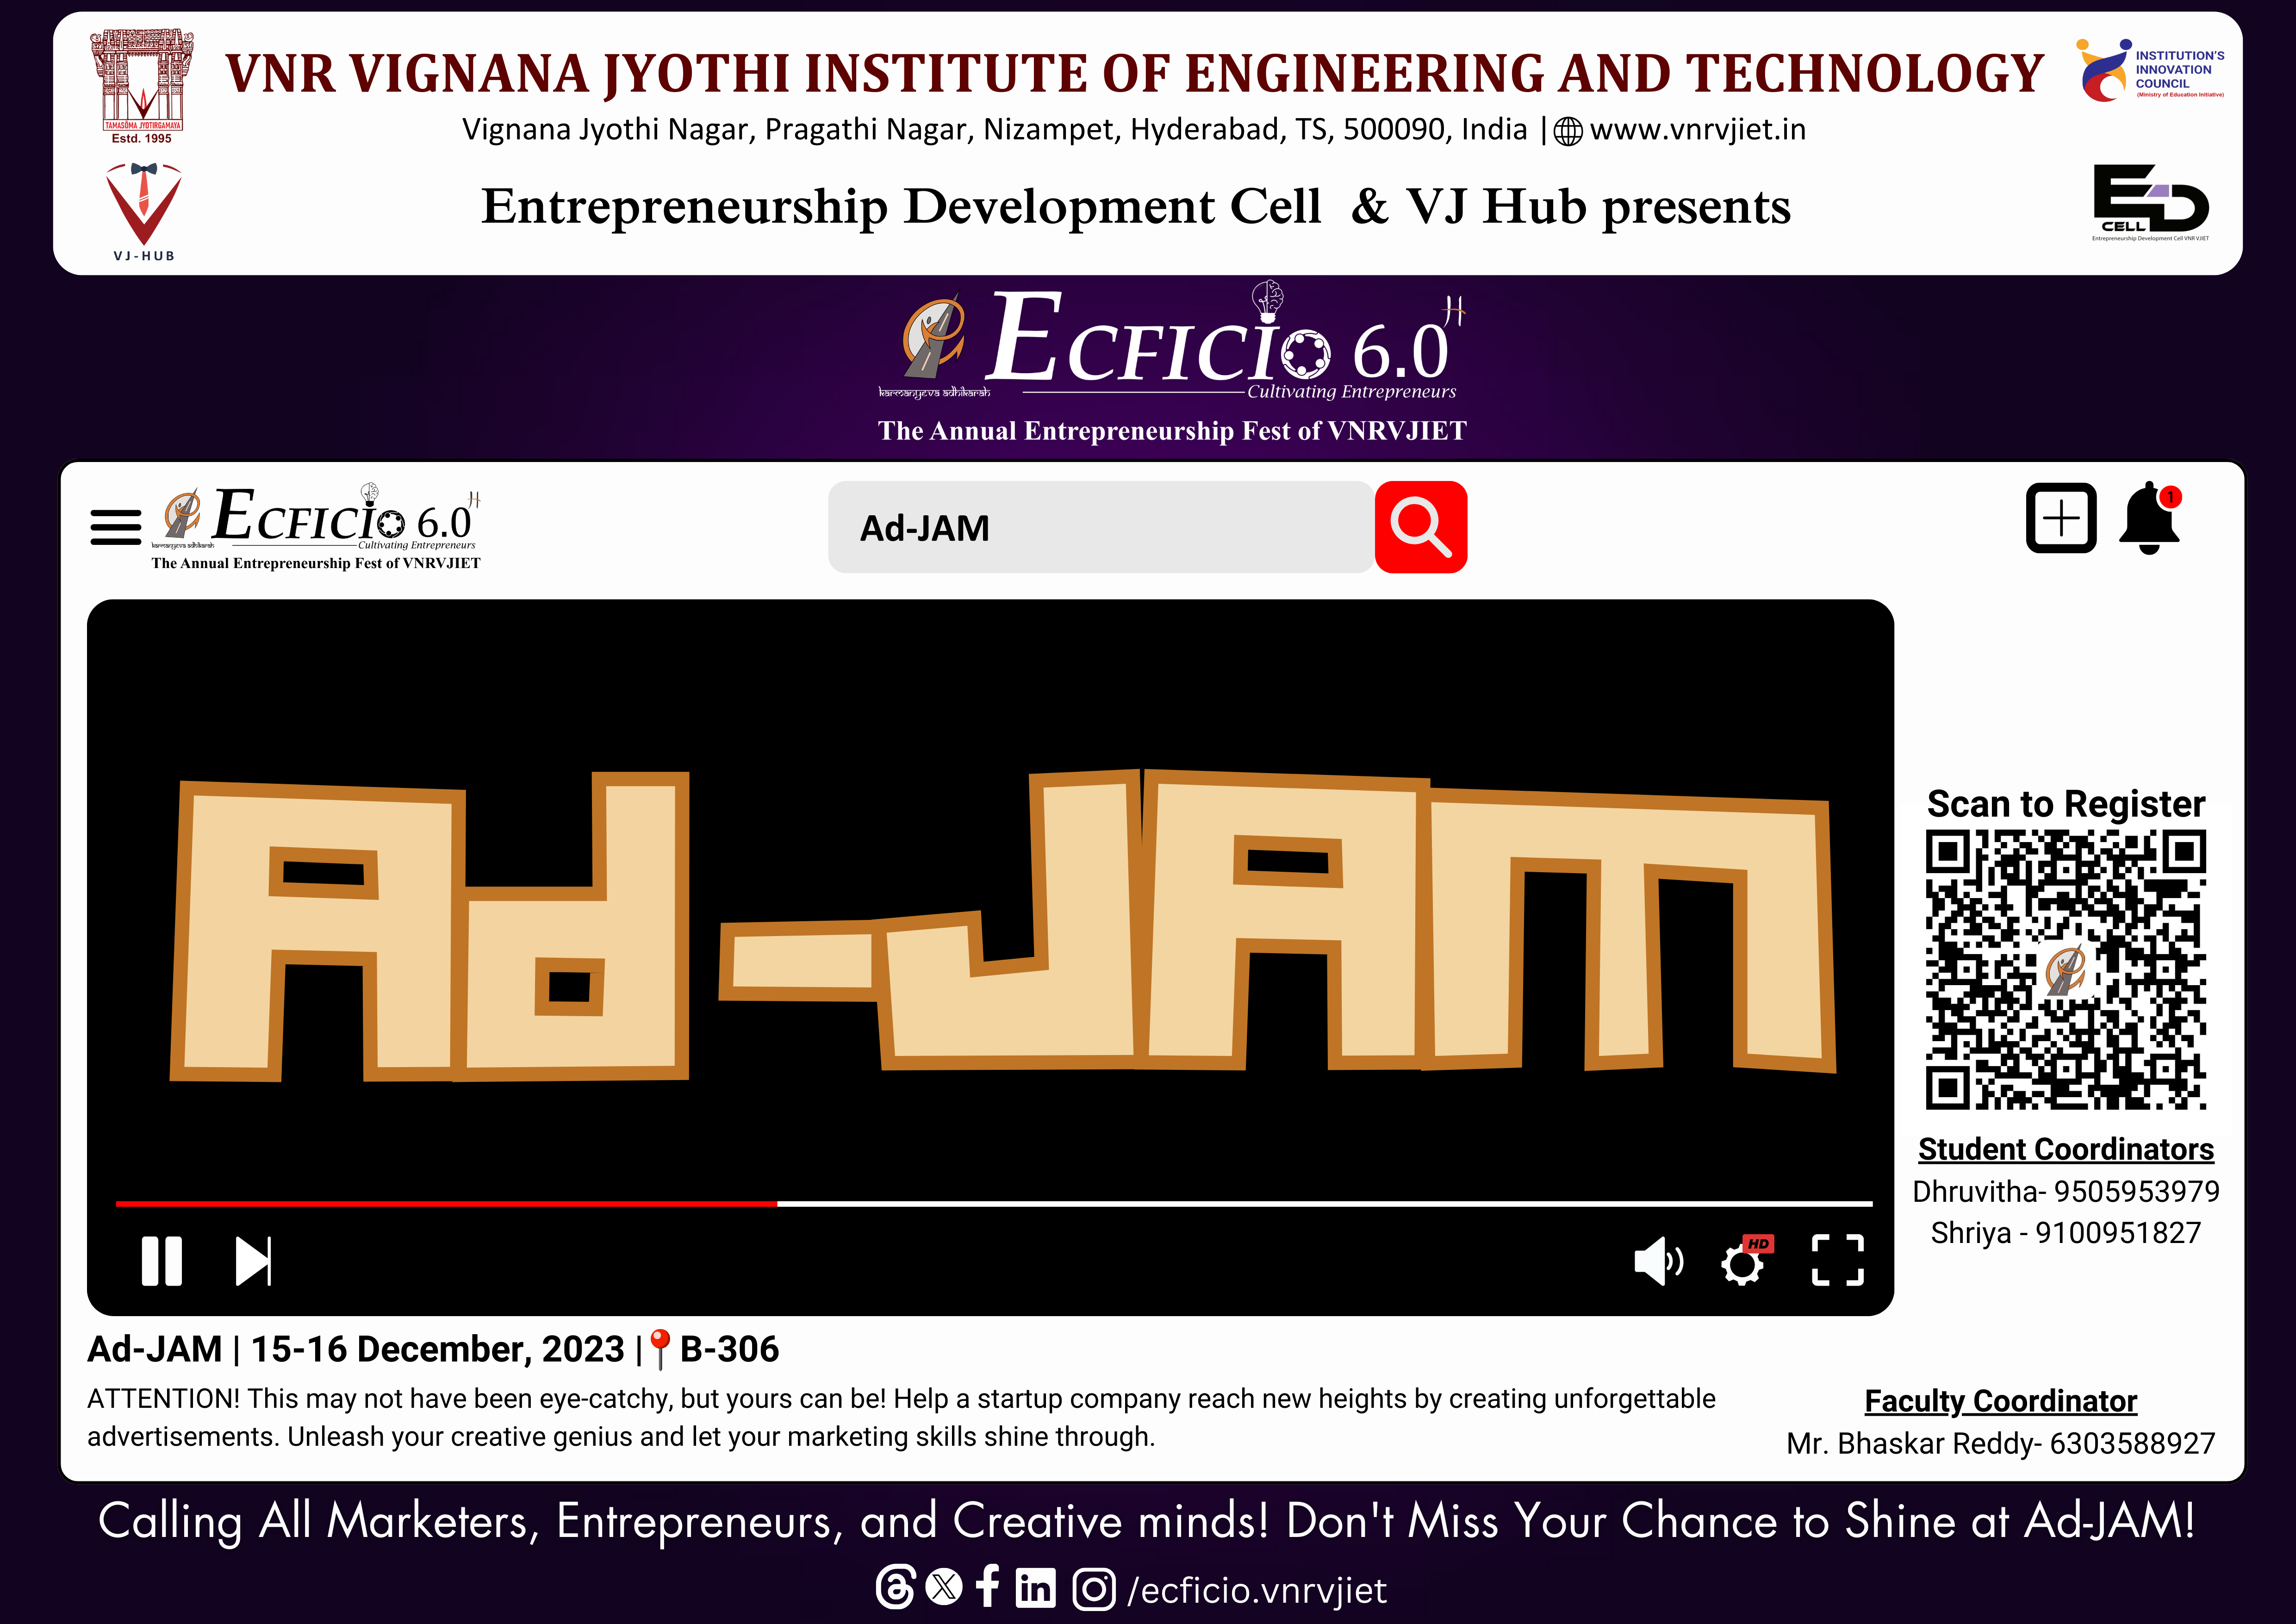 VNR VIGNANA JYOTHI INSTITUTE OF ENGINEERING AND TECHNOLOGY
Vignana Jyothi Nagar, Pragathi Nagar, Nizampet, Hyderabad, TS, 500090, India | www.vnrvjiet.in
Entrepreneurship Development Cell & VJ Hub presents
TAMASOMA JYOTIRGAMAYA
Estd. 1995
VJ-HUB
INSTITUTION'S
INNOVATION
COUNCIL
(Ministry of Education Initiative)
ED
CELL
Entrepreneurship Development Cell VNR VJIET
ECFICIO 6.0
karmanyeva adhikarah
Cultivating Entrepreneurs
The Annual Entrepreneurship Fest of VNRVJIET
ECFICIO 6.0
karmanyeva adhikarah
Cultivating Entrepreneurs
The Annual Entrepreneurship Fest of VNRVJIET
Ad-JAM
1
Ad-JAM
HD
Scan to Register
Student Coordinators
Dhruvitha- 9505953979
Shriya - 9100951827
Ad-JAM | 15-16 December, 2023 |📍B-306
ATTENTION! This may not have been eye-catchy, but yours can be! Help a startup company reach new heights by creating unforgettable
advertisements. Unleash your creative genius and let your marketing skills shine through.
Faculty Coordinator
Mr. Bhaskar Reddy- 6303588927
Calling All Marketers, Entrepreneurs, and Creative minds! Don't Miss Your Chance to Shine at Ad-JAM!
/ecficio.vnrvjiet